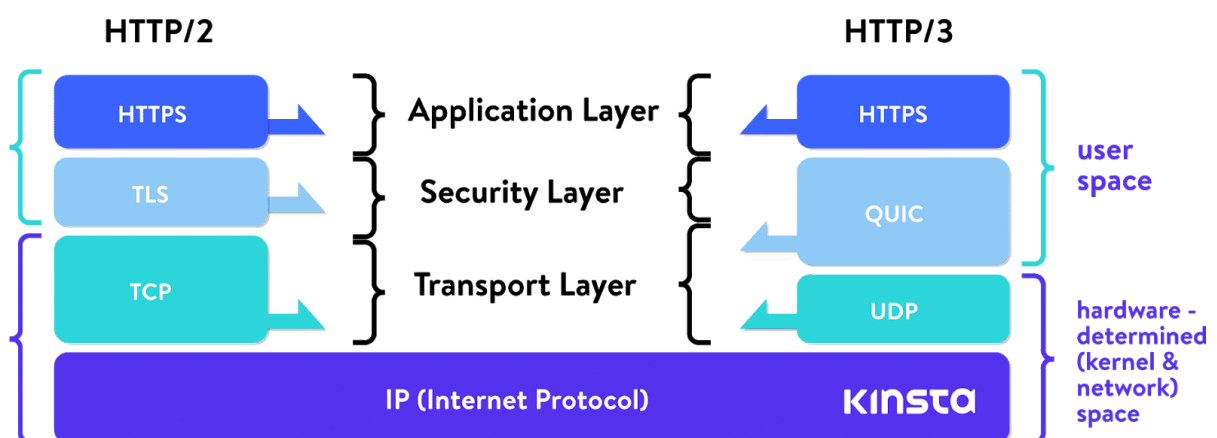 HTTP/2
HTTP/3
HTTPS
Application Layer
HTTPS
TLS
Security Layer
QUIC
user
space
TCP
Transport Layer
UDP
hardware -
determined
(kernel &
network)
space
IP (Internet Protocol)
KINSTA